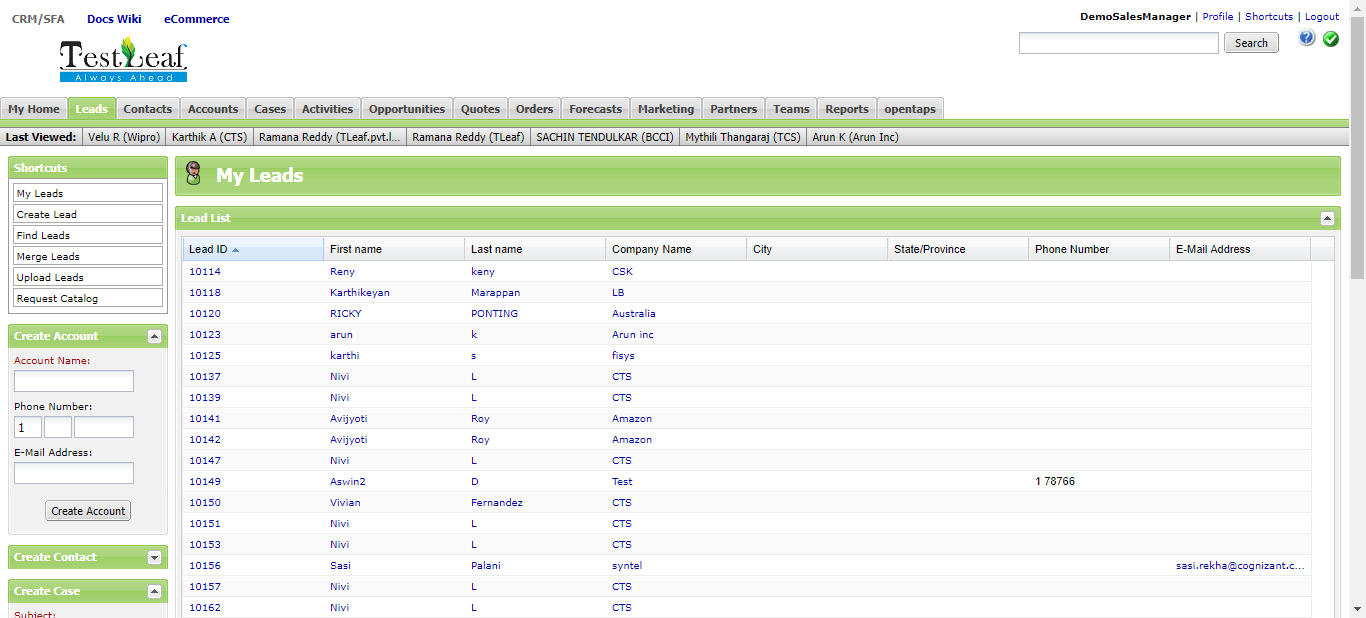 CRM/SFA Docs Wiki eCommerce
DemoSalesManager | Profile | Shortcuts | Logout
Search
TestLeaf
Always Ahead
My Home Leads Contacts Accounts Cases Activities Opportunities Quotes Orders Forecasts Marketing Partners Teams Reports opentaps
Last Viewed: Velu R (Wipro) Karthik A (CTS) Ramana Reddy (TLeaf.pvt.l... Ramana Reddy (TLeaf) SACHIN TENDULKAR (BCCI) Mythili Thangaraj (TCS) Arun K (Arun Inc)
Shortcuts
My Leads
Create Lead
Find Leads
Merge Leads
Upload Leads
Request Catalog
Create Account
Account Name:
Phone Number:
1
E-Mail Address:
Create Account
Create Contact
Create Case
Subject:
My Leads
Lead List
Lead ID First name Last name Company Name City State/Province Phone Number E-Mail Address
10114 Reny keny CSK
10118 Karthikeyan Marappan LB
10120 RICKY PONTING Australia
10123 arun k Arun inc
10125 karthi s fisys
10137 Nivi L CTS
10139 Nivi L CTS
10141 Avijyoti Roy Amazon
10142 Avijyoti Roy Amazon
10147 Nivi L CTS
10149 Aswin2 D Test 1 78766
10150 Vivian Fernandez CTS
10151 Nivi L CTS
10153 Nivi L CTS
10156 Sasi Palani syntel sasi.rekha@cognizant.c...
10157 Nivi L CTS
10162 Nivi L CTS